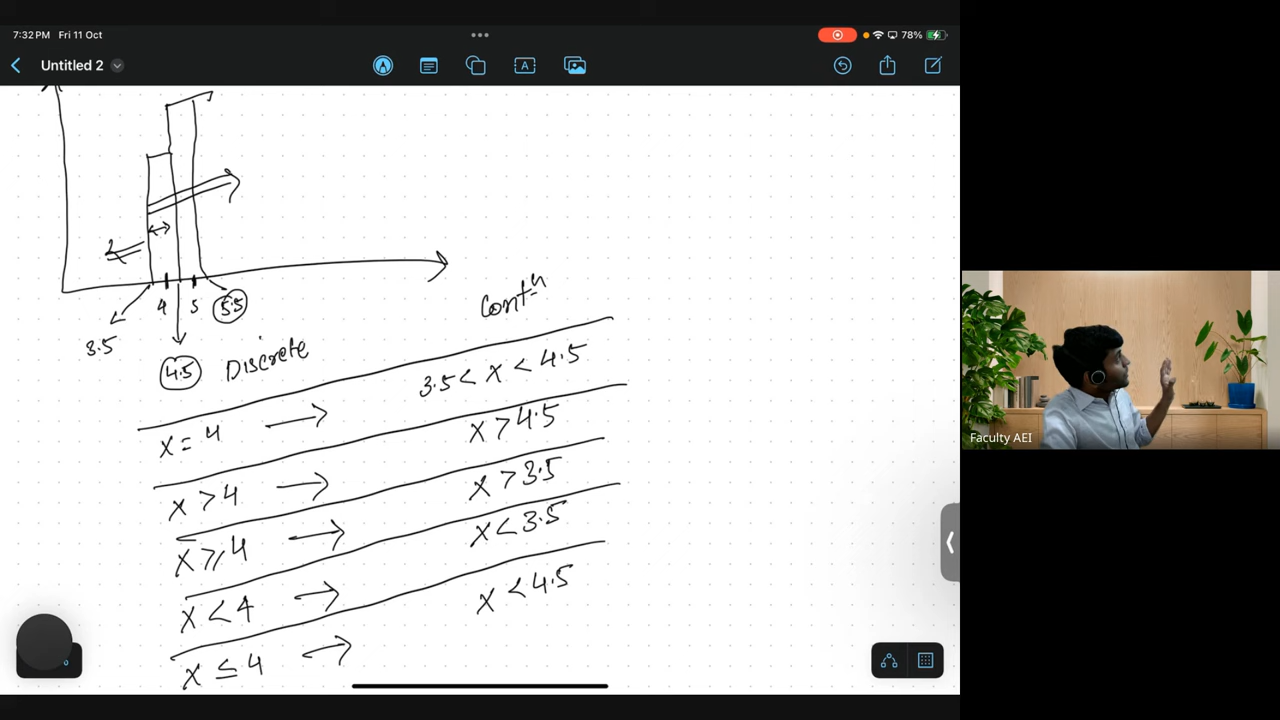 7:32 PM Fri 11 Oct
78%
Untitled 2
A
4 5 5.5
3.5
4.5 Discrete
x = 4 → 3.5 < x < 4.5
x > 4 → x > 4.5
x ≥ 4 → x > 3.5
x < 4 → x < 3.5
x ≤ 4 → x < 4.5
Faculty AEI